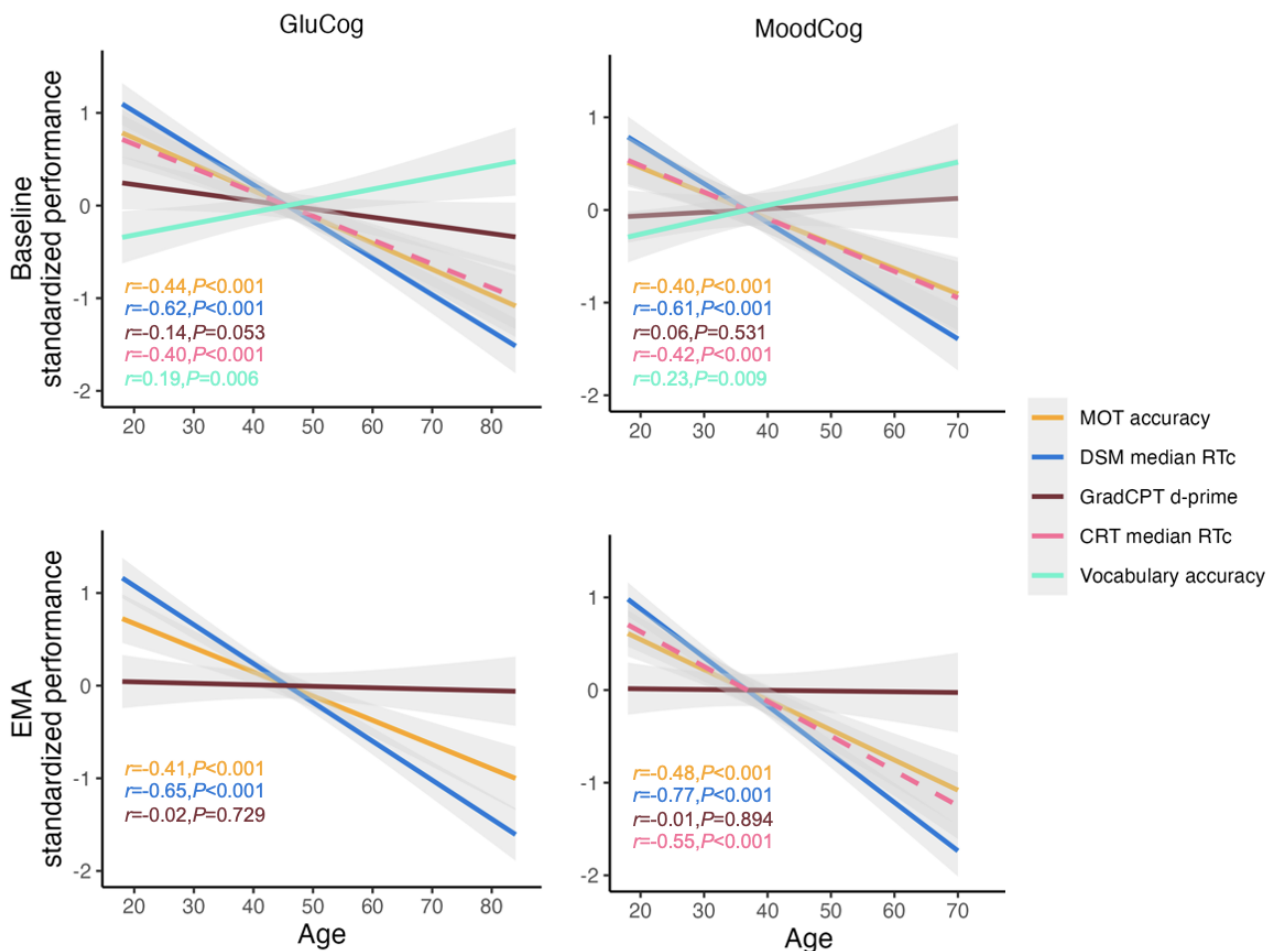 GluCog
MoodCog
Baseline
standardized performance
1
0
-1
-2
r=-0.44,P<0.001
r=-0.62,P<0.001
r=-0.14,P=0.053
r=-0.40,P<0.001
r=0.19,P=0.006
20 30 40 50 60 70 80
1
0
-1
-2
r=-0.40,P<0.001
r=-0.61,P<0.001
r=0.06,P=0.531
r=-0.42,P<0.001
r=0.23,P=0.009
20 30 40 50 60 70
MOT accuracy
DSM median RTc
GradCPT d-prime
CRT median RTc
Vocabulary accuracy
EMA
standardized performance
1
0
-1
-2
r=-0.41,P<0.001
r=-0.65,P<0.001
r=-0.02,P=0.729
20 30 40 50 60 70 80
Age
1
0
-1
-2
r=-0.48,P<0.001
r=-0.77,P<0.001
r=-0.01,P=0.894
r=-0.55,P<0.001
20 30 40 50 60 70
Age